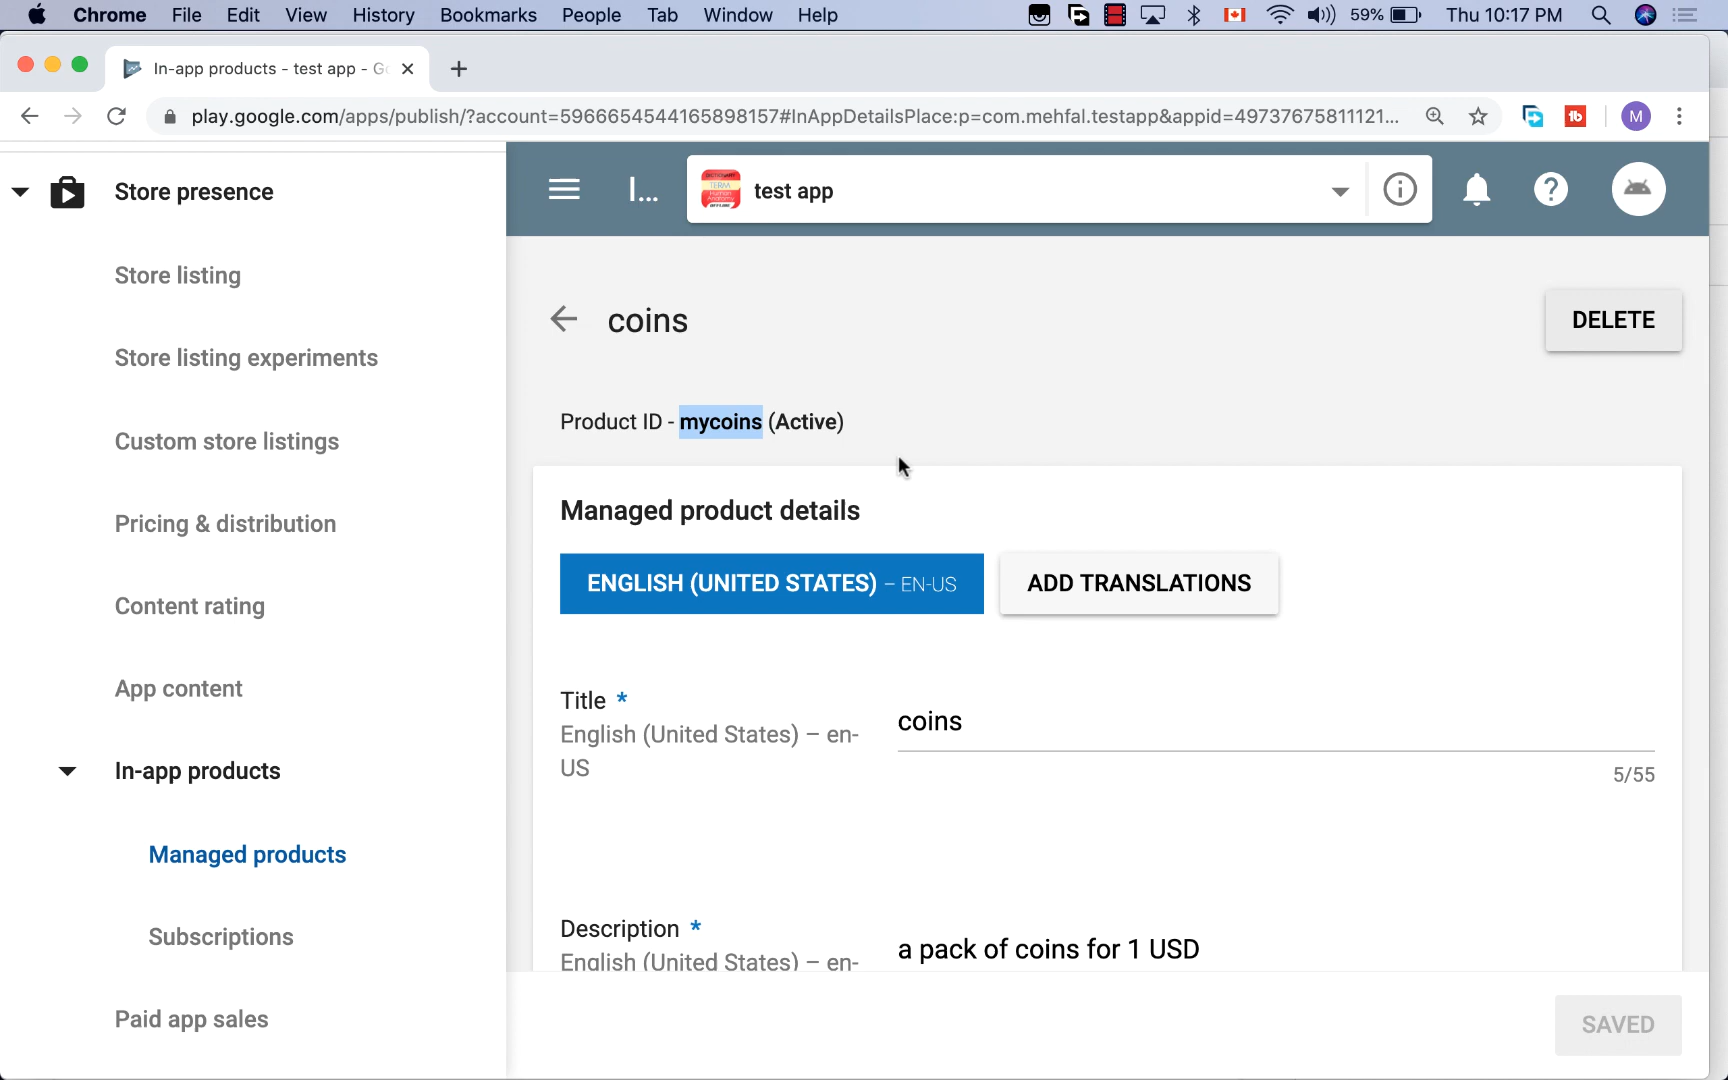 Chrome File Edit View History Bookmarks People Tab Window Help 59% Thu 10:17 PM
In-app products - test app - Go
play.google.com/apps/publish/?account=5966654544165898157#InAppDetailsPlace:p=com.mehfal.testapp&appid=49737675811121... M
Store presence
I... test app
Store listing
coins DELETE
Store listing experiments
Product ID - mycoins (Active)
Custom store listings
Managed product details
Pricing & distribution
ENGLISH (UNITED STATES) – EN-US ADD TRANSLATIONS
Content rating
App content
Title *
English (United States) – en-
US
coins
5/55
In-app products
Managed products
Subscriptions
Description *
English (United States) – en-
a pack of coins for 1 USD
Paid app sales
SAVED